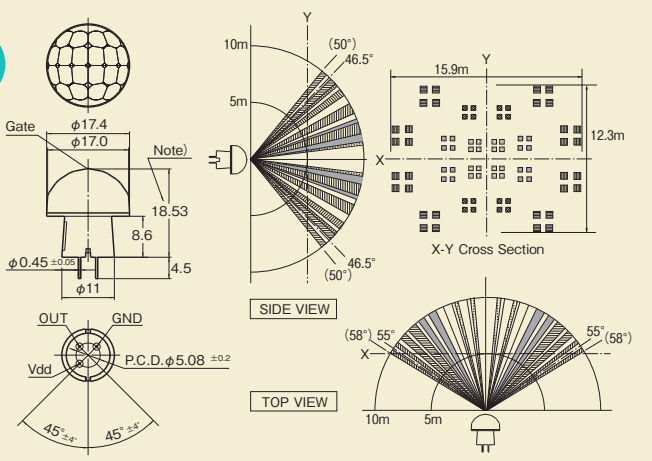 Gate
φ17.4
φ17.0
Note)
18.53
8.6
4.5
φ0.45 ±0.05
φ11
OUT
GND
Vdd
P.C.D.φ5.08 ±0.2
45°±4°
45°±4°
Y
10m
5m
(50°)
46.5°
46.5°
(50°)
SIDE VIEW
Y
15.9m
12.3m
X
X-Y Cross Section
(58°) 55°
55°(58°)
X
10m
5m
TOP VIEW